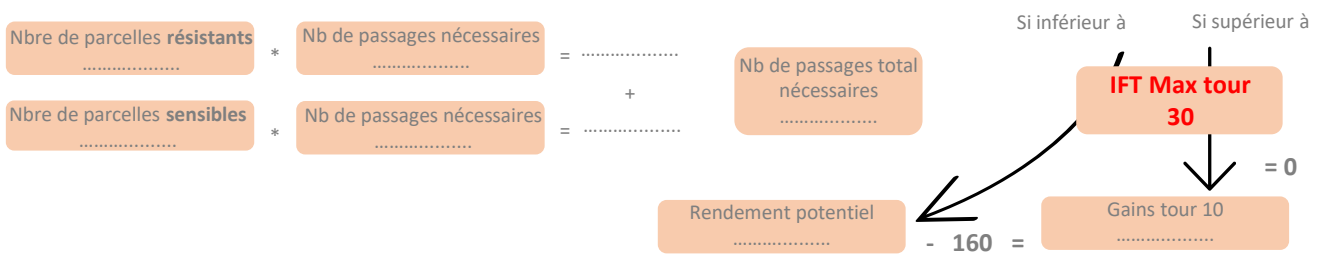 Si inférieur à
Si supérieur à
Nbre de parcelles résistants
...................
*
Nb de passages nécessaires
...................
= ...................
+
Nbre de parcelles sensibles
...................
*
Nb de passages nécessaires
...................
= ...................
Nb de passages total
nécessaires
...................
IFT Max tour
30
= 0
Rendement potentiel
...................
- 160 =
Gains tour 10
...................